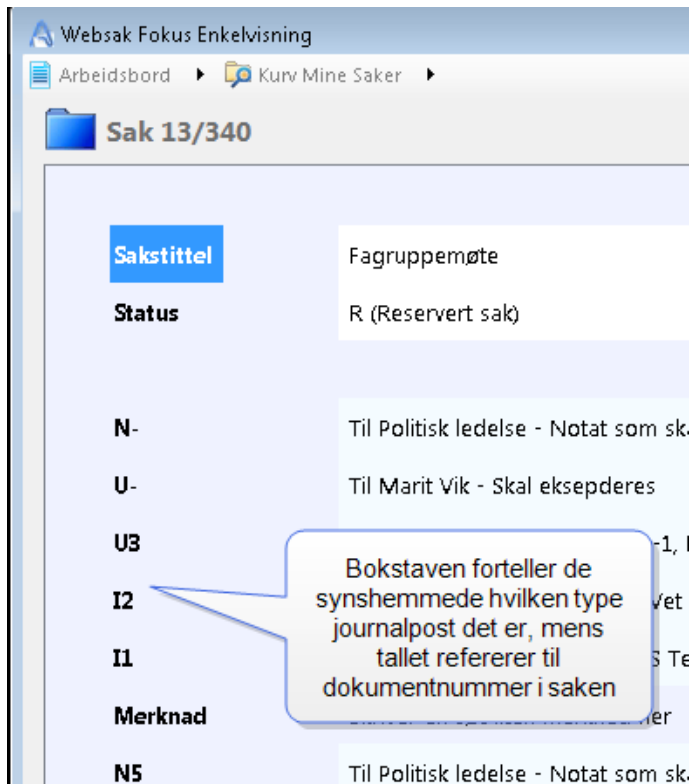 Websak Fokus Enkelvisning
Arbeidsbord Kurv Mine Saker
Sak 13/340
Sakstittel Fagruppemøte
Status R (Reservert sak)
N- Til Politisk ledelse - Notat som
U- Til Marit Vik - Skal eksepderes
U3 -1,
I2
I1
Bokstaven forteller de
synshemmede hvilken type
journalpost det er, mens
tallet refererer til
dokumentnummer i saken
Merknad
N5 Til Politisk ledelse - Notat som